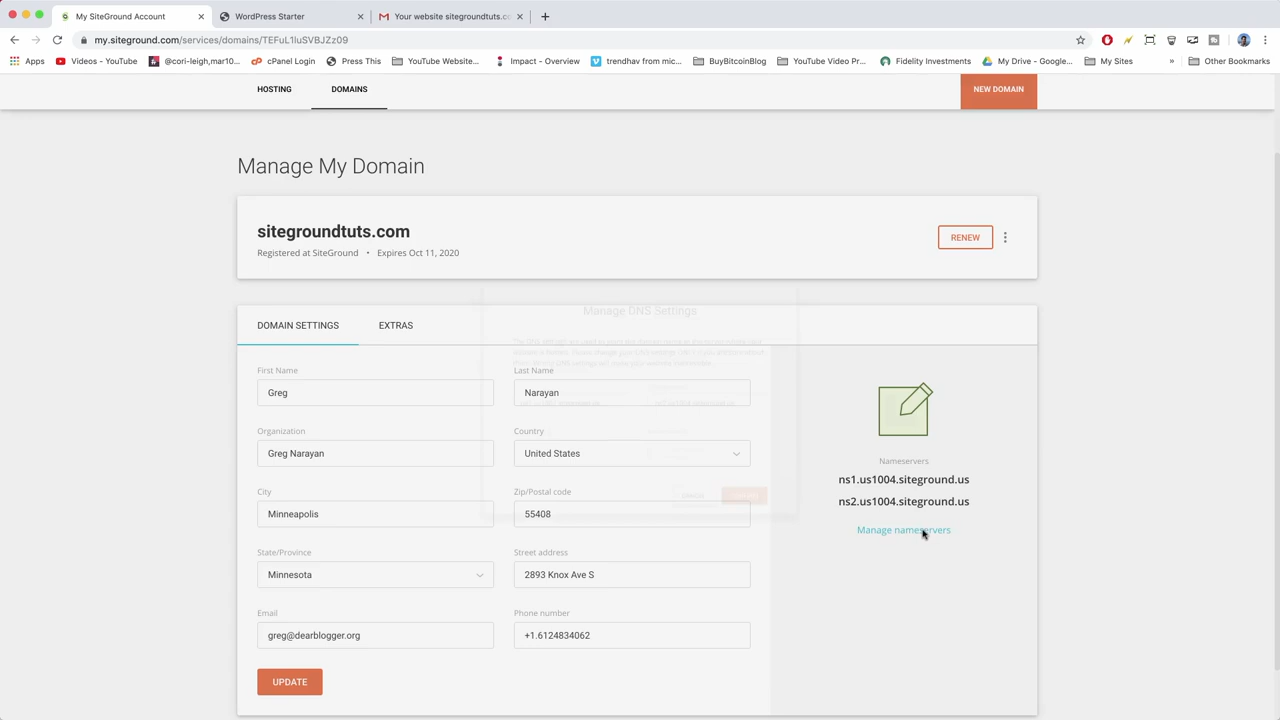 My SiteGround Account
WordPress Starter
Your website sitegroundtuts.co
my.siteground.com/services/domains/TEFuL1luSVBJZz09
Apps
Videos - YouTube
@cori-leigh,mar10...
cPanel Login
Press This
YouTube Website...
Impact - Overview
trendhav from mic...
BuyBitcoinBlog
YouTube Video Pr...
Fidelity Investments
My Drive - Google...
My Sites
»
Other Bookmarks
HOSTING
DOMAINS
NEW DOMAIN
Manage My Domain
sitegroundtuts.com
Registered at SiteGround • Expires Oct 11, 2020
RENEW
Manage DNS Settings
DOMAIN SETTINGS
EXTRAS
First Name
Last Name
Greg
Narayan
Organization
Country
Greg Narayan
United States
City
Zip/Postal code
Minneapolis
55408
State/Province
Street address
Minnesota
2893 Knox Ave S
Email
Phone number
greg@dearblogger.org
+1.6124834062
UPDATE
Nameservers
ns1.us1004.siteground.us
ns2.us1004.siteground.us
Manage nameservers